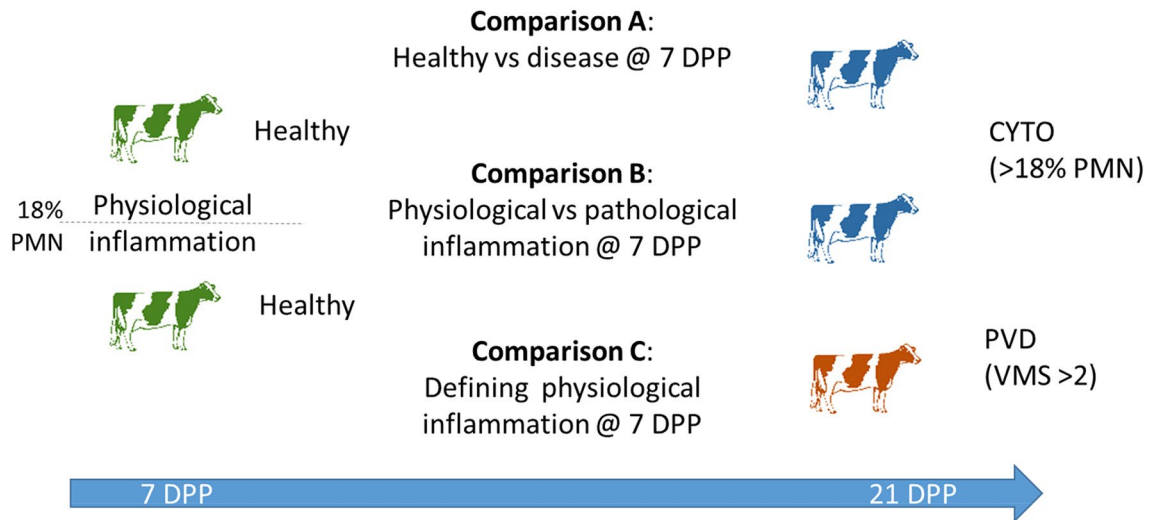 Comparison A:
Healthy vs disease @ 7 DPP
Healthy
CYTO
(>18% PMN)
Comparison B:
Physiological vs pathological
inflammation @ 7 DPP
18%
PMN
Physiological
inflammation
Healthy
PVD
(VMS >2)
Comparison C:
Defining physiological
inflammation @ 7 DPP
7 DPP
21 DPP